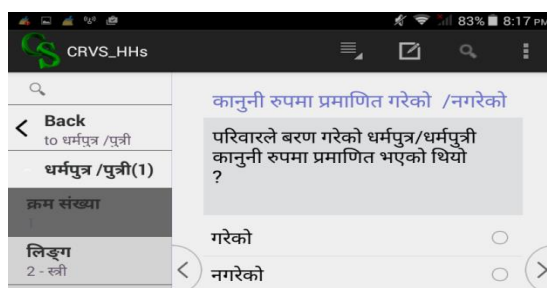 83% 8:17 PM
CRVS_HHs
Back
to धर्मपुत्र /पुत्री
धर्मपुत्र /पुत्री(1)
क्रम संख्या
1
लिङ्ग
2 - स्त्री
कानुनी रुपमा प्रमाणित गरेको /नगरेको
परिवारले बरण गरेको धर्मपुत्र/धर्मपुत्री
कानुनी रुपमा प्रमाणित भएको थियो
?
गरेको
नगरेको